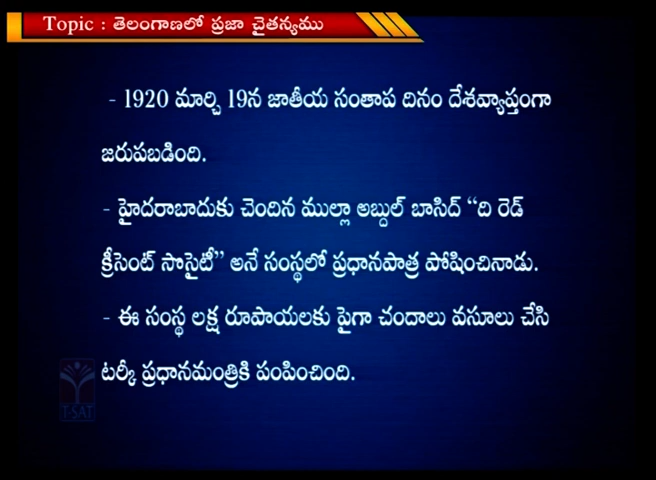 Topic : తెలంగాణలో ప్రజా చైతన్యము
- 1920 మార్చి 19న జాతీయ సంతాప దినం దేశవ్యాప్తంగా
జరుపబడింది.
- హైదరాబాదుకు చెందిన ముల్లా అబ్దుల్ బాసిద్ “ది రెడ్
క్రీసెంట్ సొసైటీ” అనే సంస్థలో ప్రధానపాత్ర పోషించినాడు.
- ఈ సంస్థ లక్ష రూపాయలకు పైగా చందాలు వసూలు చేసి
టర్కీ ప్రధానమంత్రికి పంపించింది.
T-SAT